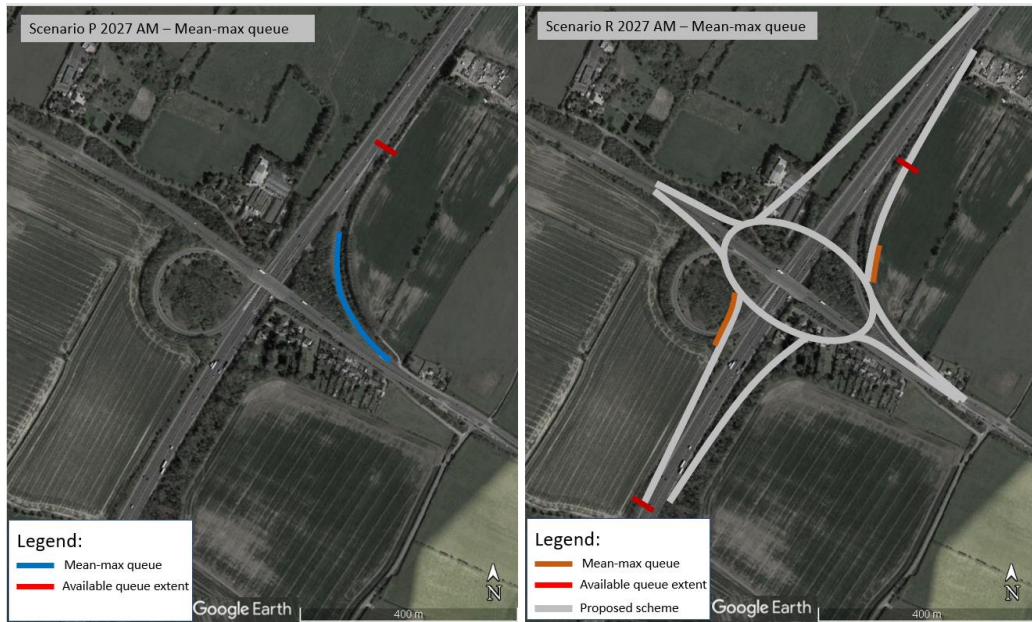 Scenario P 2027 AM – Mean-max queue
Legend:
Mean-max queue
Available queue extent
Google Earth
N
400 m
Scenario R 2027 AM – Mean-max queue
Legend:
Mean-max queue
Available queue extent
Proposed scheme
Google Earth
N
400 m